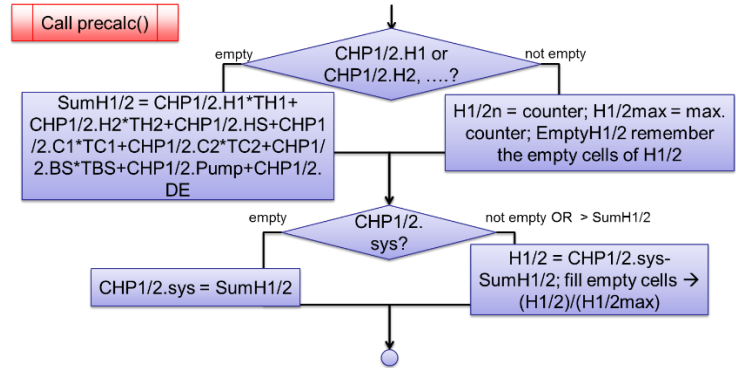 Call precalc()
CHP1/2.H1 or
CHP1/2.H2, ….?
empty
not empty
SumH1/2 = CHP1/2.H1*TH1+
CHP1/2.H2*TH2+CHP1/2.HS+CHP1
/2.C1*TC1+CHP1/2.C2*TC2+CHP1/
2.BS*TBS+CHP1/2.Pump+CHP1/2.
DE
H1/2n = counter; H1/2max = max.
counter; EmptyH1/2 remember
the empty cells of H1/2
empty
CHP1/2.
sys?
not empty OR > SumH1/2
CHP1/2.sys = SumH1/2
H1/2 = CHP1/2.sys-
SumH1/2; fill empty cells →
(H1/2)/(H1/2max)